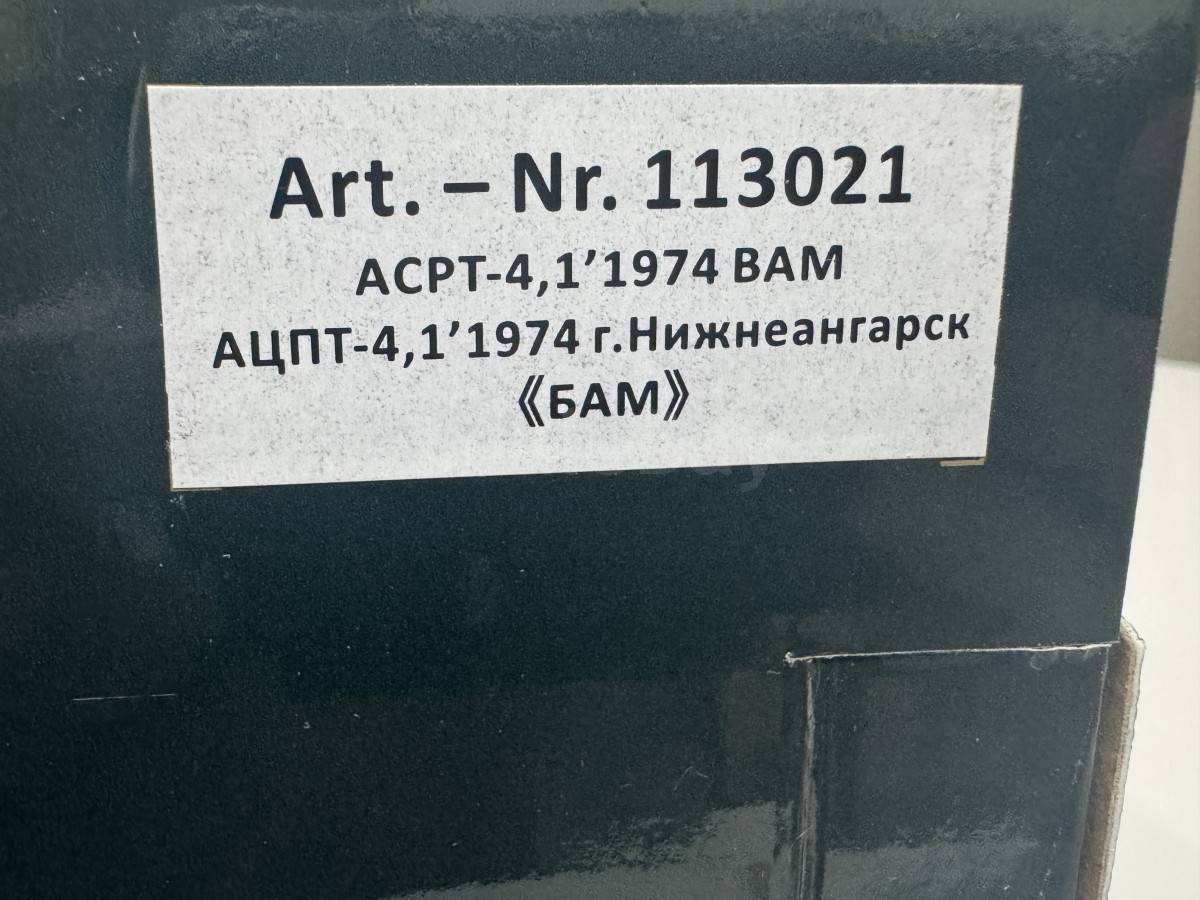 Art. – Nr. 113021
ACPT-4,1’1974 BAM
АЦПТ-4,1’1974 г.Нижнеангарск
《БАМ》